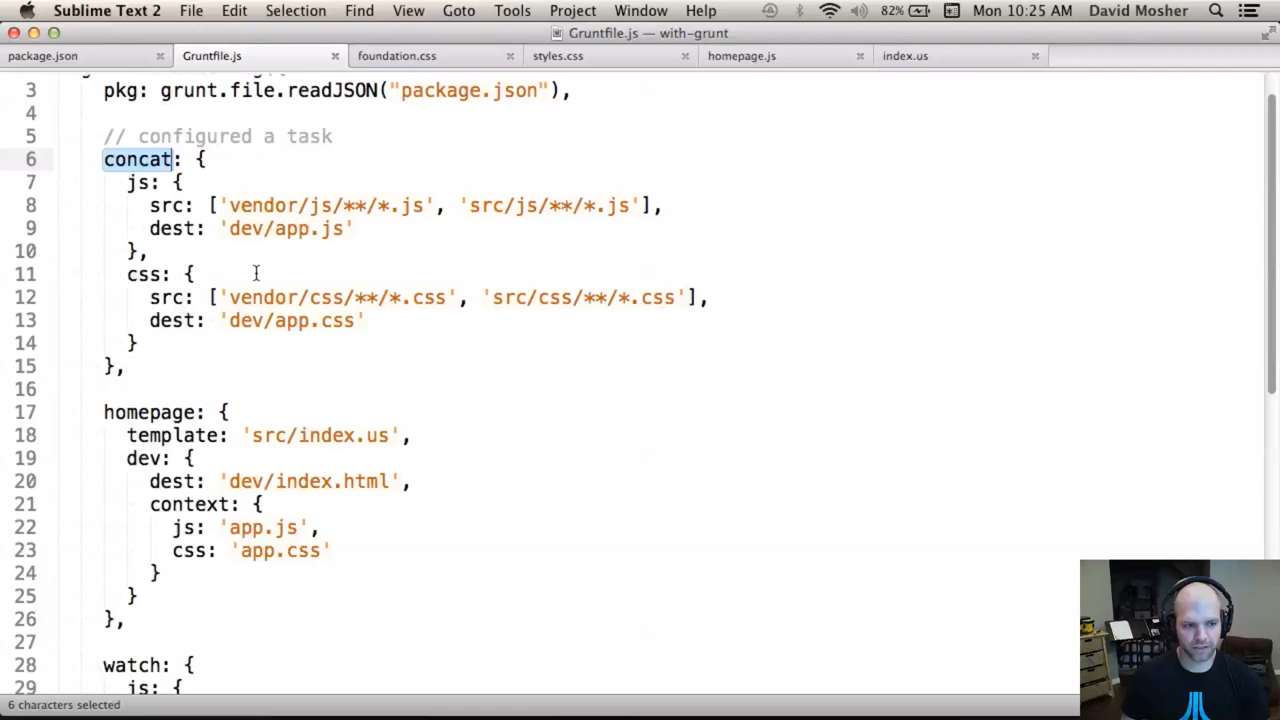 Sublime Text 2 File Edit Selection Find View Goto Tools Project Window Help 82% Mon 10:25 AM David Mosher
Gruntfile.js — with-grunt
package.json Gruntfile.js foundation.css styles.css homepage.js index.us
3 pkg: grunt.file.readJSON("package.json"),
4
5 // configured a task
6 concat: {
7 js: {
8 src: ['vendor/js/**/*.js', 'src/js/**/*.js'],
9 dest: 'dev/app.js'
10 },
11 css: {
12 src: ['vendor/css/**/*.css', 'src/css/**/*.css'],
13 dest: 'dev/app.css'
14 }
15 },
16
17 homepage: {
18 template: 'src/index.us',
19 dev: {
20 dest: 'dev/index.html',
21 context: {
22 js: 'app.js',
23 css: 'app.css'
24 }
25 }
26 },
27
28 watch: {
29 js: {
6 characters selected